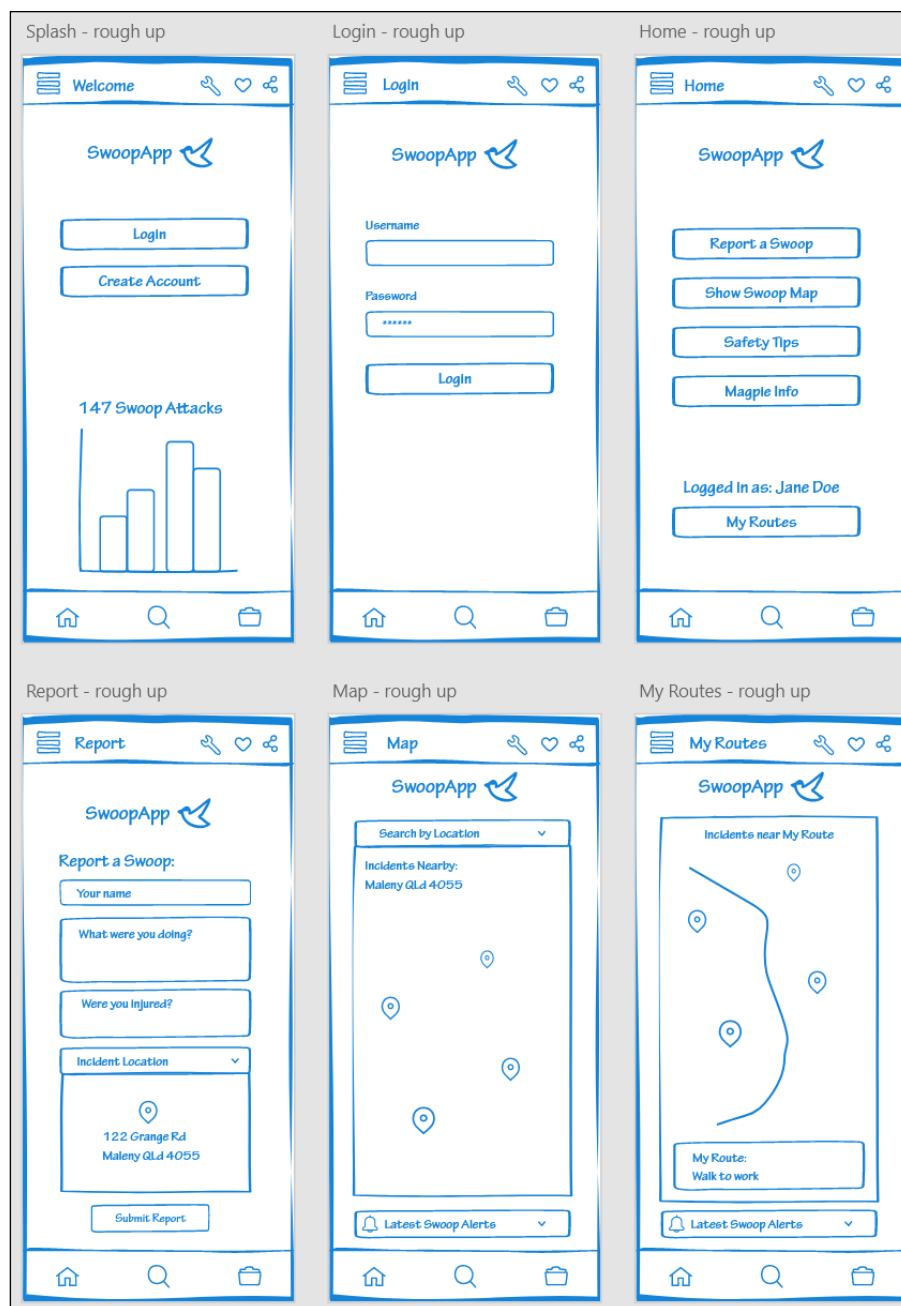 Splash - rough up
Welcome
SwoopApp
Login
Create Account
147 Swoop Attacks
Login - rough up
Login
SwoopApp
Username
Password
******
Login
Home - rough up
Home
SwoopApp
Report a Swoop
Show Swoop Map
Safety Tips
Magpie Info
Logged in as: Jane Doe
My Routes
Report - rough up
Report
SwoopApp
Report a Swoop:
Your name
What were you doing?
Were you injured?
Incident Location
122 Grange Rd
Maleny QLd 4055
Submit Report
Map - rough up
Map
SwoopApp
Search by Location
Incidents Nearby:
Maleny QLd 4055
Latest Swoop Alerts
My Routes - rough up
My Routes
SwoopApp
Incidents near My Route
My Route:
Walk to work
Latest Swoop Alerts